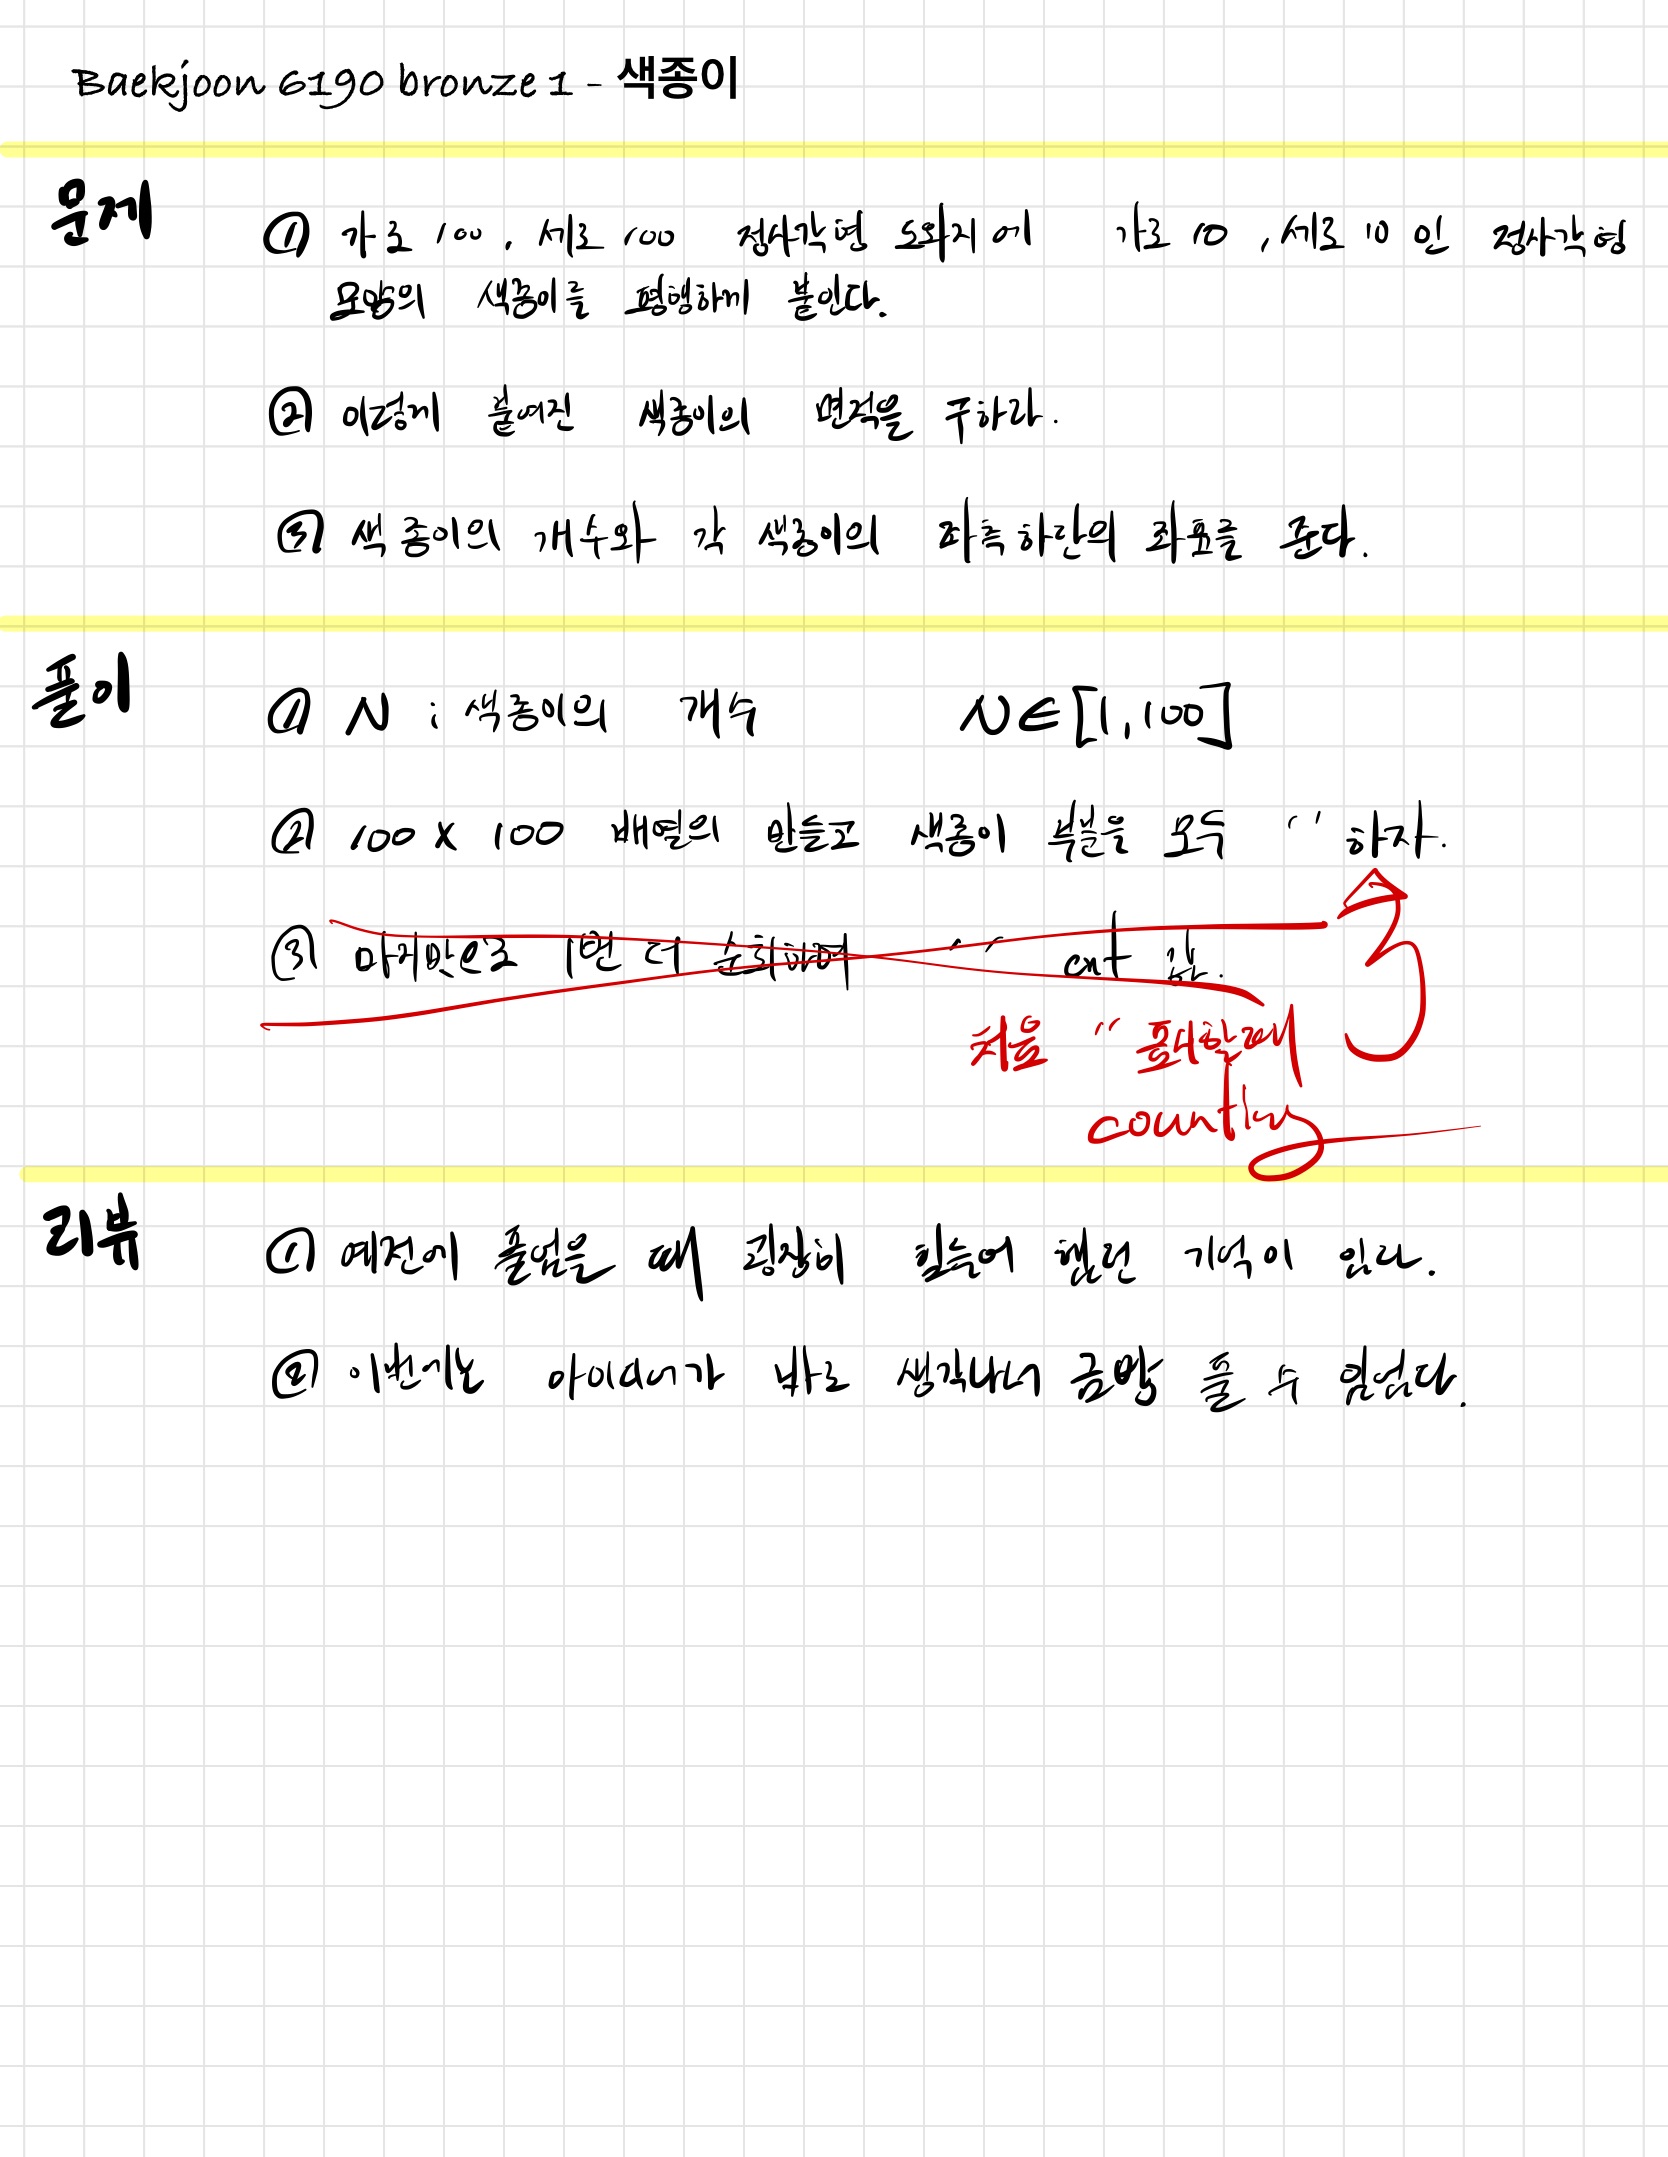 Baekjoon 6190 bronze 1 - 색종이
문제
① 가로 100, 세로 100 정사각형 도화지에 가로 10, 세로 10인 정사각형
모양의 색종이를 평행하게 붙인다.
② 이렇게 붙여진 색종이의 면적을 구하라.
③ 색종이의 개수와 각 색종이의 좌측하단의 좌표를 준다.
풀이
① N : 색종이의 개수 N∈[1,100]
② 100 x 100 배열의 만들고 색종이 부분을 모두 '' 하자.
③ 마지막으로 1번 더 순회하며 '' cnt 값.
처음 '' 표시할때
counting
리뷰
① 예전에 풀었을 때 굉장히 힘들어 했던 기억이 있다.
② 이번에는 아이디어가 바로 생각나서 금방 풀 수 있었다.